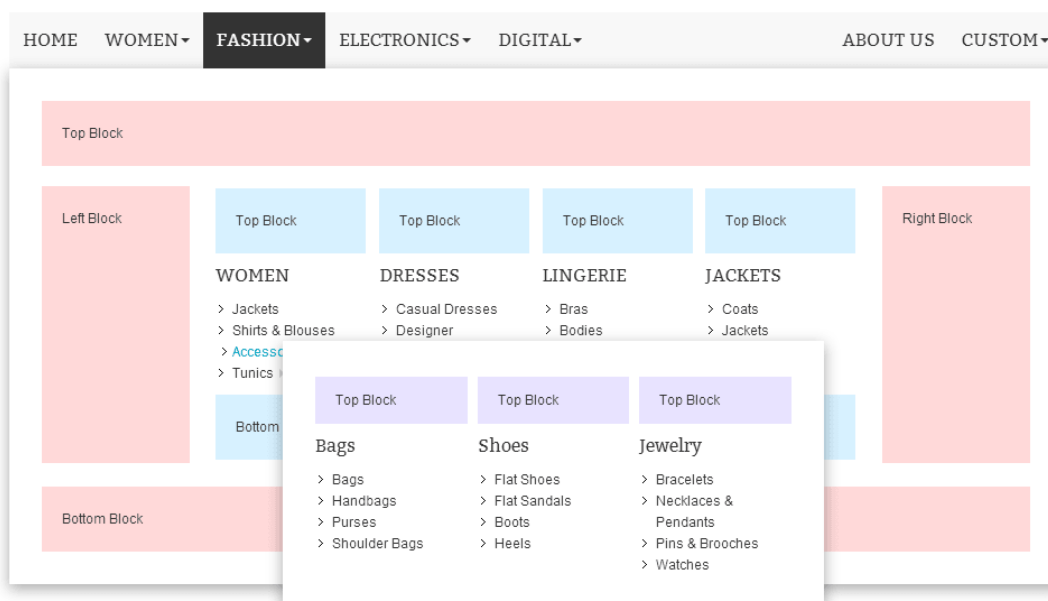 HOME WOMEN FASHION ELECTRONICS DIGITAL ABOUT US CUSTOM
Top Block
Left Block
Top Block Top Block Top Block Top Block
Right Block
WOMEN DRESSES LINGERIE JACKETS
Jackets Casual Dresses Bras Coats
Shirts & Blouses Designer Bodies Jackets
Tunics
Bottom
Top Block Top Block Top Block
Bags Shoes Jewelry
Bags Flat Shoes Bracelets
Handbags Flat Sandals Necklaces &
Purses Boots Pendants
Shoulder Bags Heels Pins & Brooches
Watches
Bottom Block